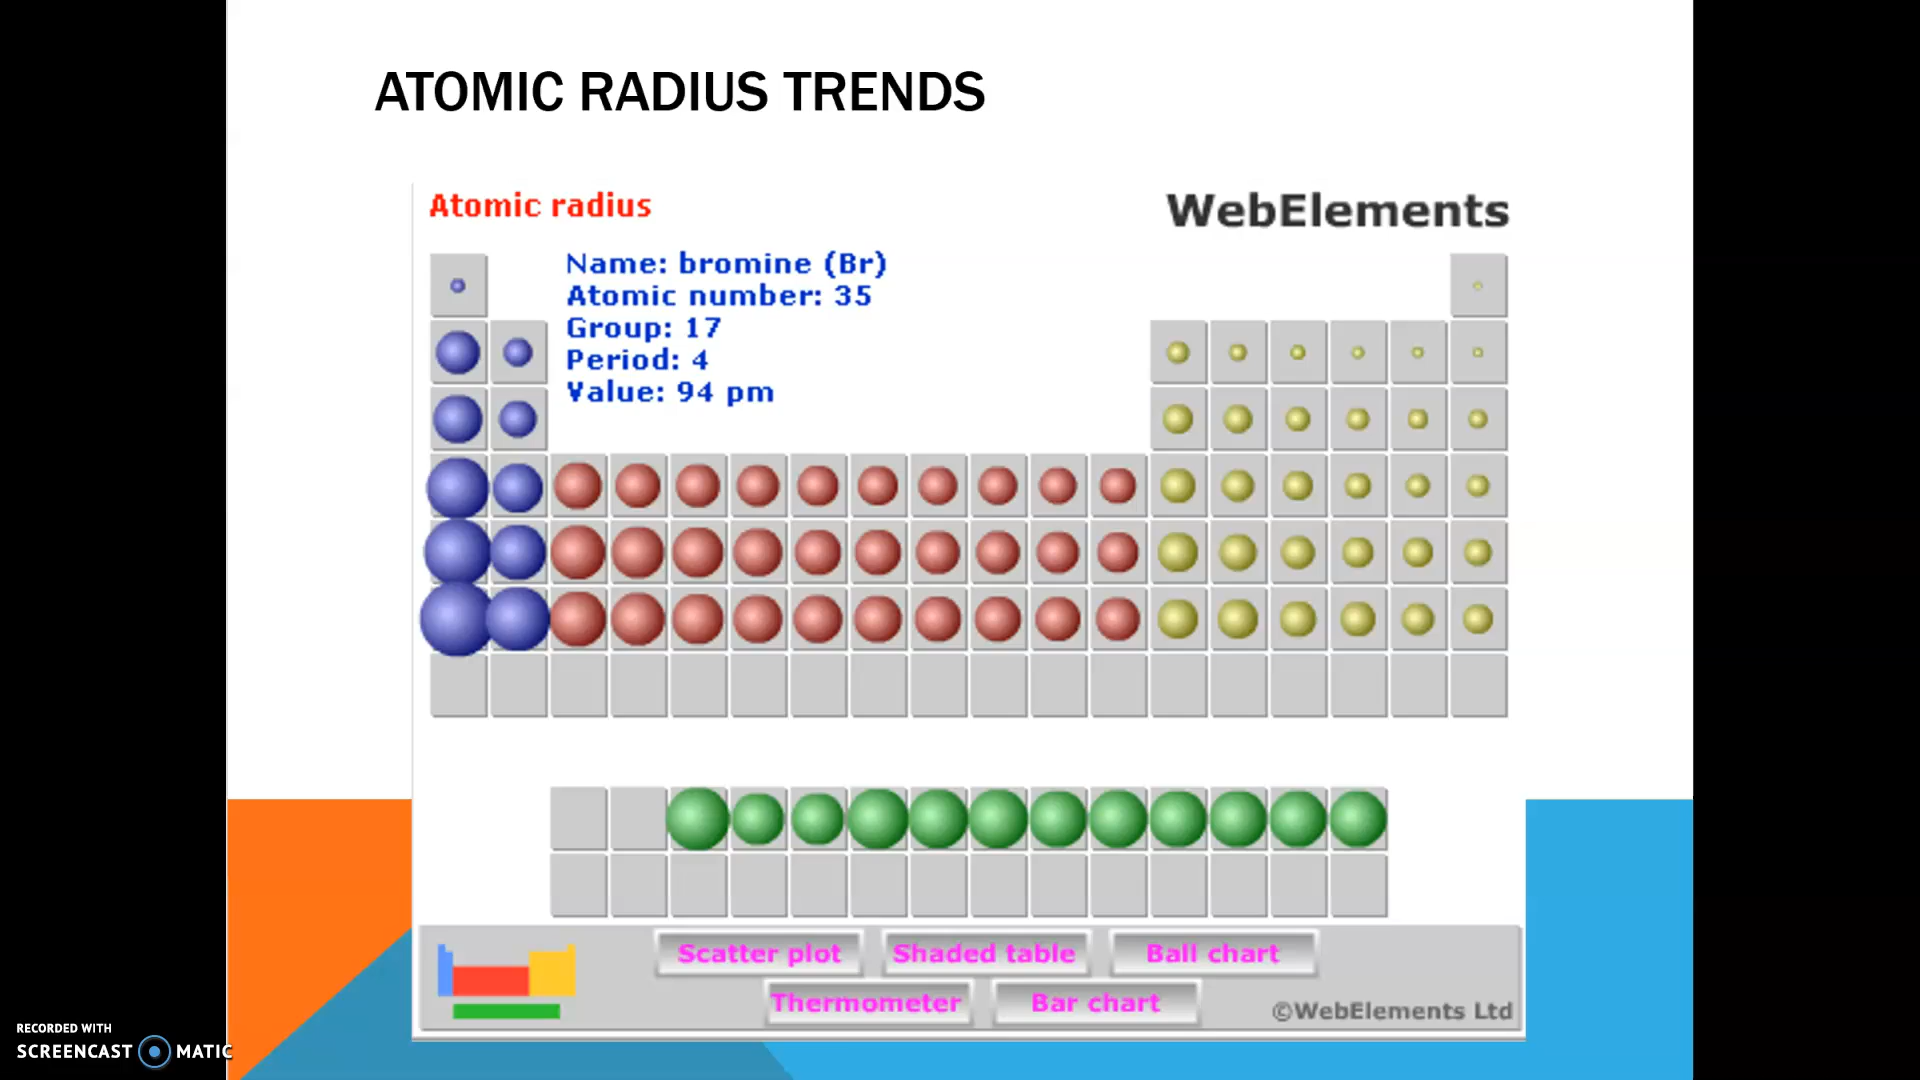 ATOMIC RADIUS TRENDS
Atomic radius
WebElements
Name: bromine (Br)
Atomic number: 35
Group: 17
Period: 4
Value: 94 pm
Scatter plot
Shaded table
Ball chart
Thermometer
Bar chart
©WebElements Ltd
RECORDED WITH
SCREENCAST MATIC